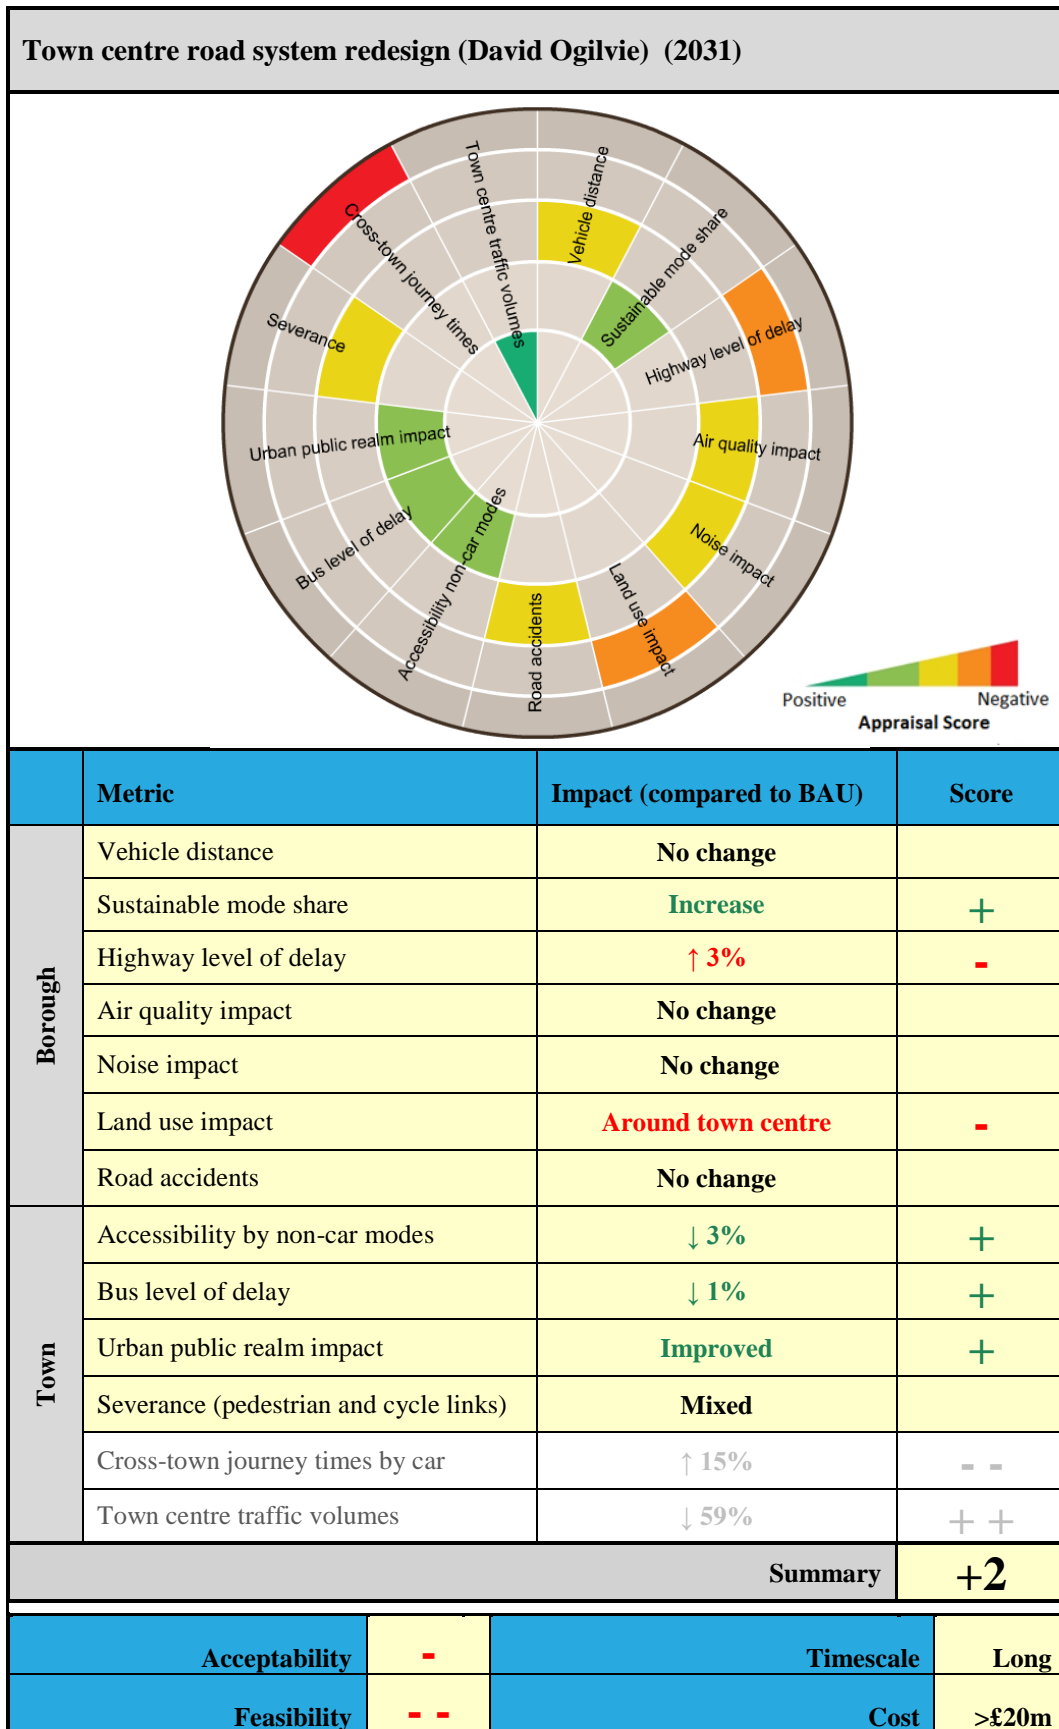 Town centre road system redesign (David Ogilvie) (2031)
Town centre traffic volumes
Vehicle distance
Sustainable mode share
Highway level of delay
Air quality impact
Noise impact
Land use impact
Road accidents
Accessibility non-car modes
Bus level of delay
Urban public realm impact
Severance
Cross-town journey times
Positive Negative
Appraisal Score
Metric Impact (compared to BAU) Score
Borough
Vehicle distance No change
Sustainable mode share Increase +
Highway level of delay ↑ 3% -
Air quality impact No change
Noise impact No change
Land use impact Around town centre -
Road accidents No change
Town
Accessibility by non-car modes ↓ 3% +
Bus level of delay ↓ 1% +
Urban public realm impact Improved +
Severance (pedestrian and cycle links) Mixed
Cross-town journey times by car ↑ 15% - -
Town centre traffic volumes ↓ 59% + +
Summary +2
Acceptability - Timescale Long
Feasibility - - Cost >£20m